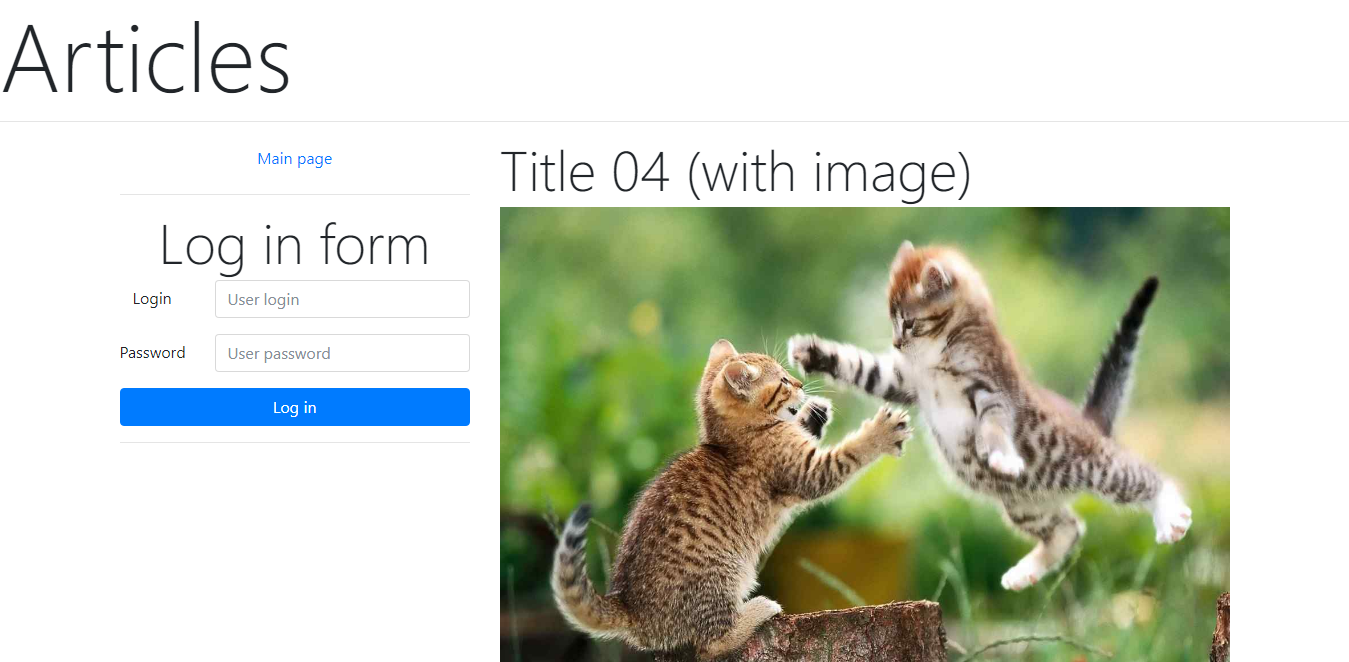 Articles
Main page
Log in form
Login
User login
Password
User password
Log in
Title 04 (with image)